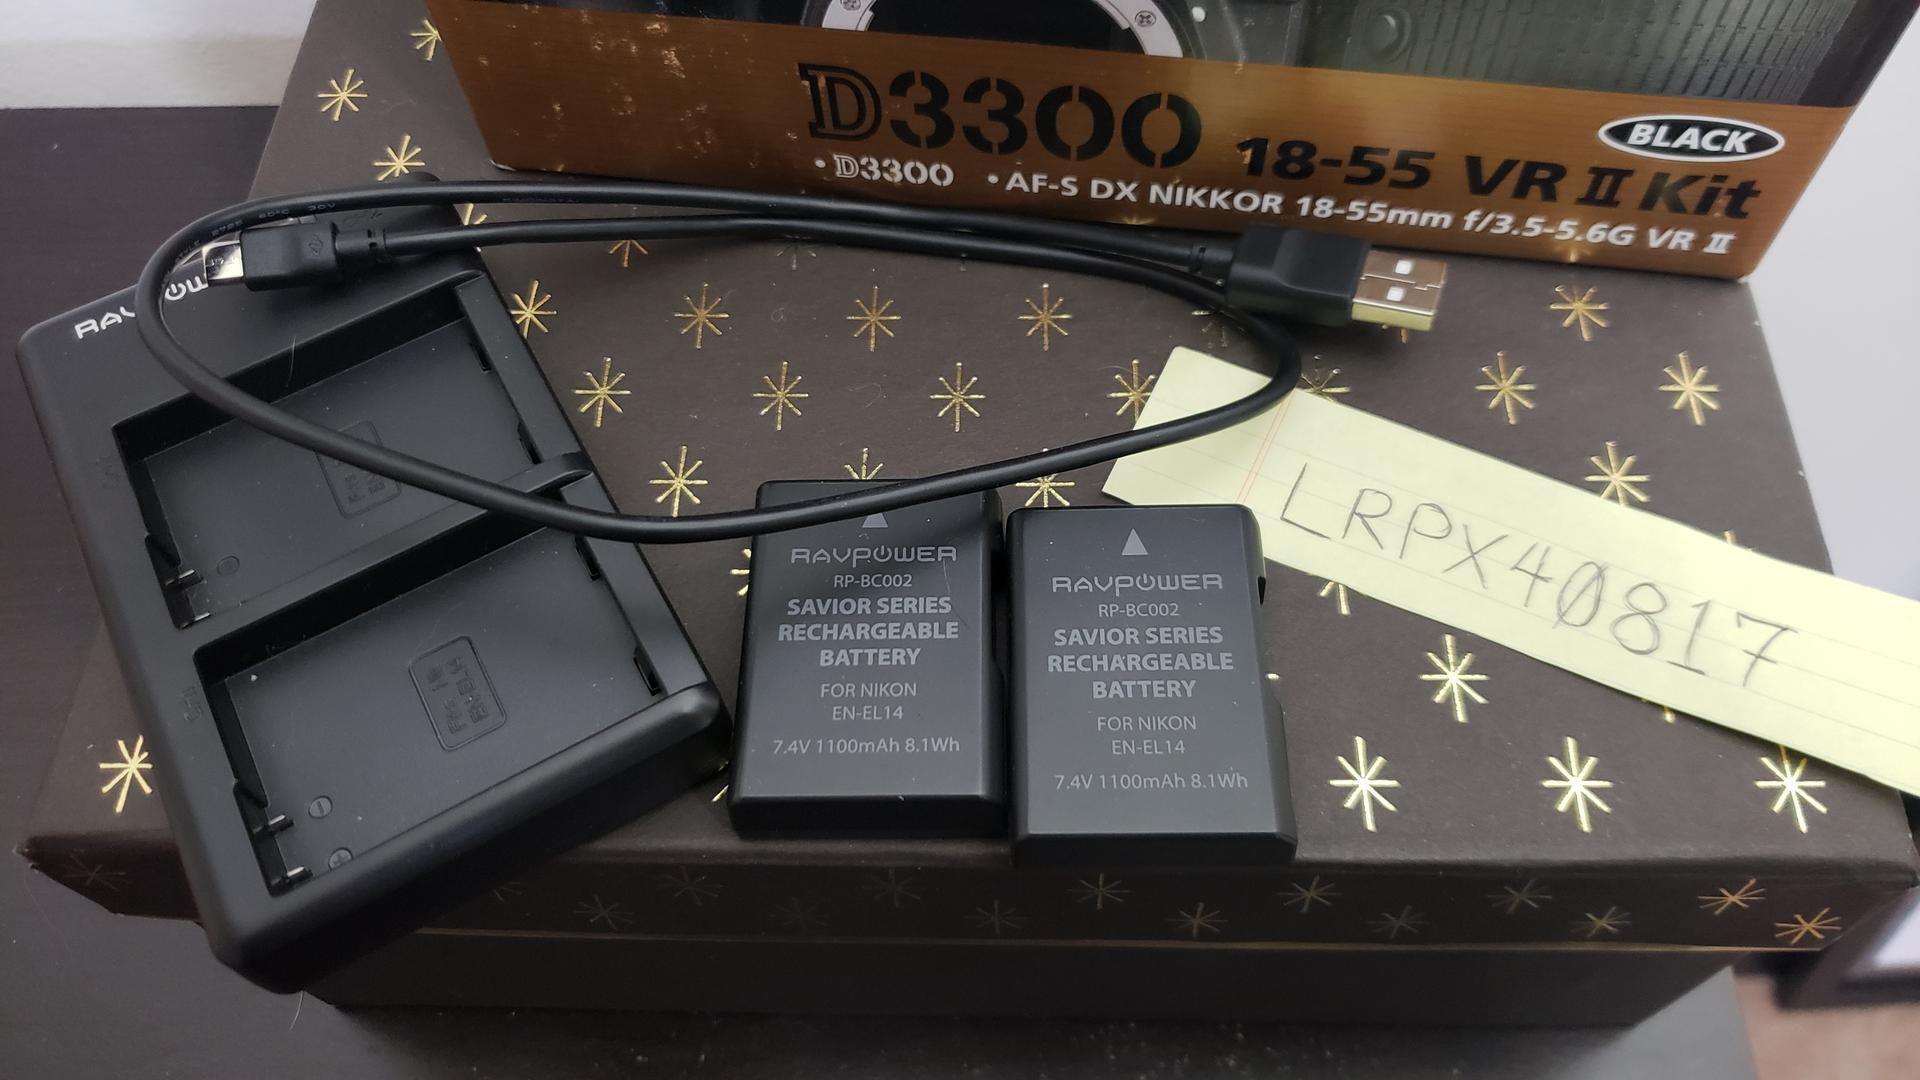 D3300 18-55 VR II Kit
BLACK
• D3300 • AF-S DX NIKKOR 18-55mm f/3.5-5.6G VR II
RAVPOWER
RP-BC002
SAVIOR SERIES
RECHARGEABLE
BATTERY
FOR NIKON
EN-EL14
7.4V 1100mAh 8.1Wh
RAVPOWER
RP-BC002
SAVIOR SERIES
RECHARGEABLE
BATTERY
FOR NIKON
EN-EL14
7.4V 1100mAh 8.1Wh
LRPX40817
EN-EL14